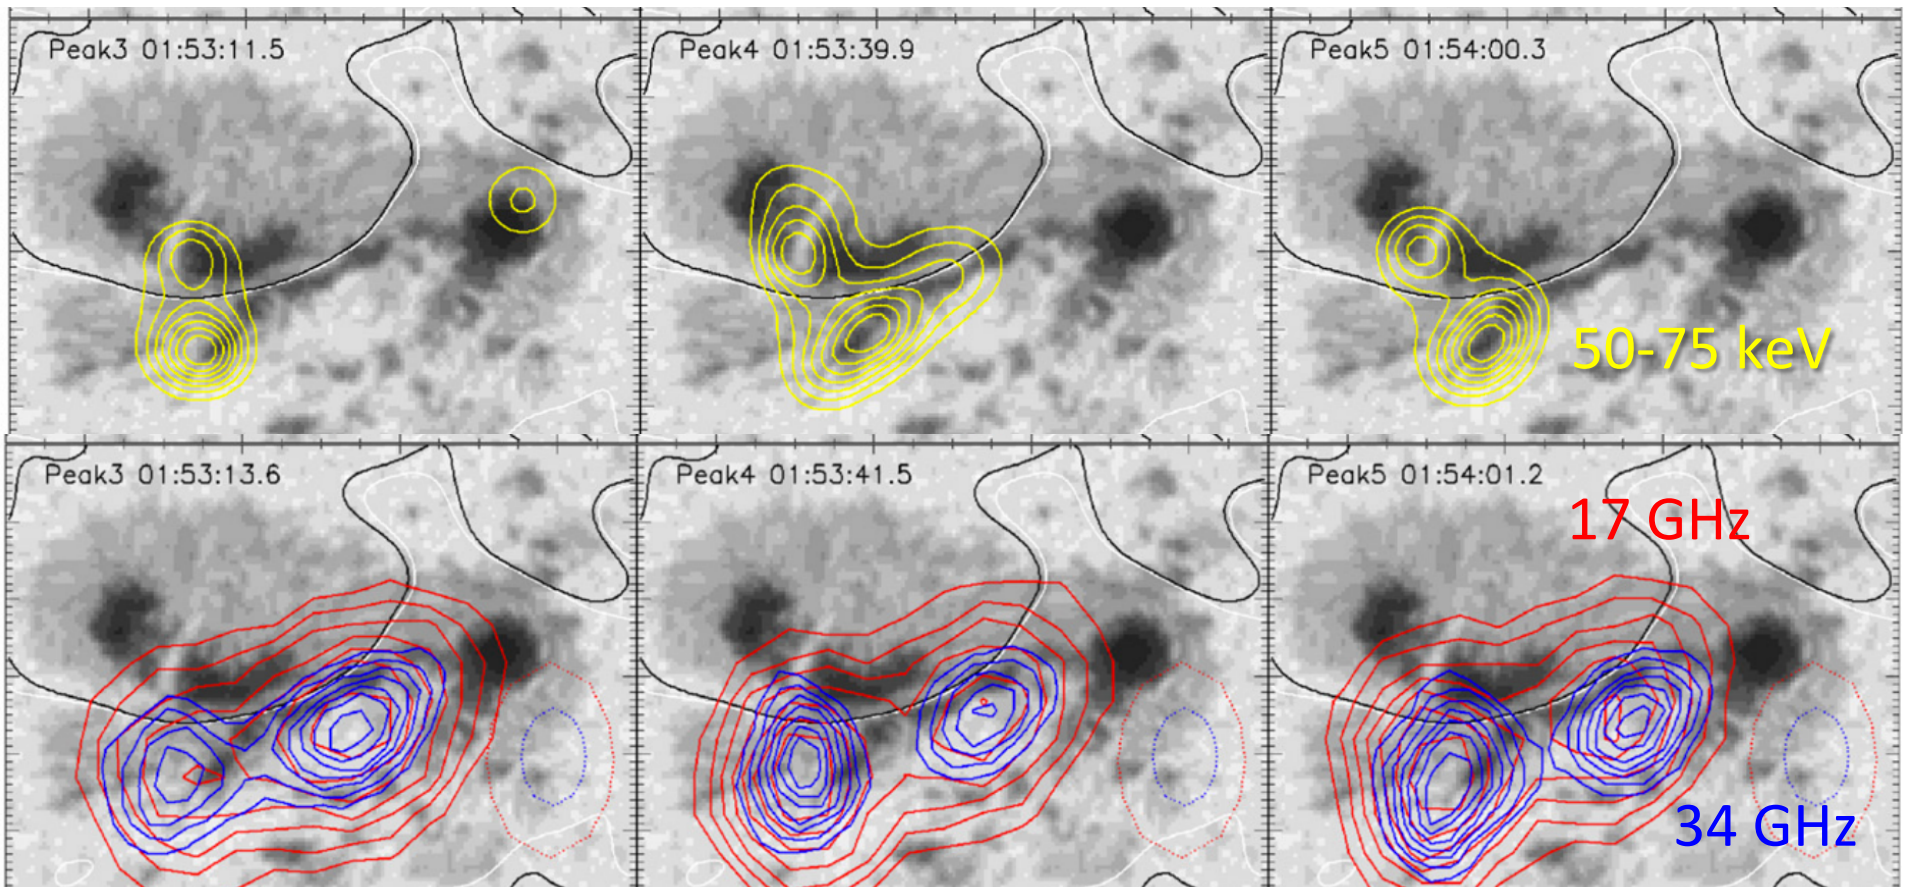 Peak3 01:53:11.5
Peak4 01:53:39.9
Peak5 01:54:00.3
50-75 keV
Peak3 01:53:13.6
Peak4 01:53:41.5
Peak5 01:54:01.2
17 GHz
34 GHz